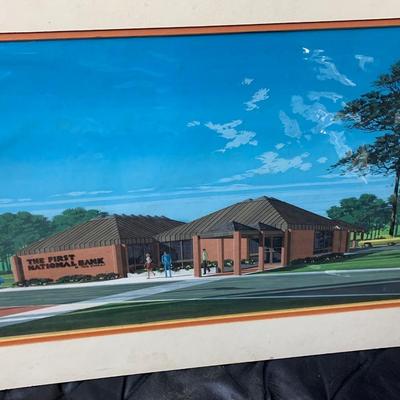 THE FIRST
NATIONAL BANK